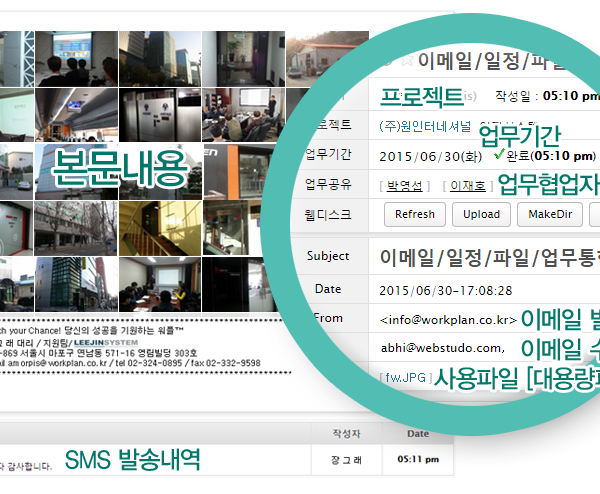 이메일/일정/파일
프로젝트
작성일 : 05:10 pm
로젝트 (주)원인터네셔널
업무기간
업무기간 2015/06/30(화) 완료(05:10 pm)
업무공유 [ 박영섭 ] [ 이재호 ] 업무협업자
웹디스크 Refresh Upload MakeDir
본문내용
Subject 이메일/일정/파일/업무통합
Date 2015/06/30-17:08:28
From <info@workplan.co.kr> 이메일 발
abhi@webstudo.com, 이메일 수
[ fw.JPG ] 사용파일 [대용량파
ch your Chance! 당신의 성공을 기원하는 워플™
그래 대리 / 지원팀/ LEEJINSYSTEM
-869 서울시 마포구 연남동 571-16 영림빌딩 303호
ail amorpis@workplan.co.kr / tel 02-324-0895 / fax 02-332-9598
작성자 Date
다 감사합니다. SMS 발송내역 장그래 05:11 pm